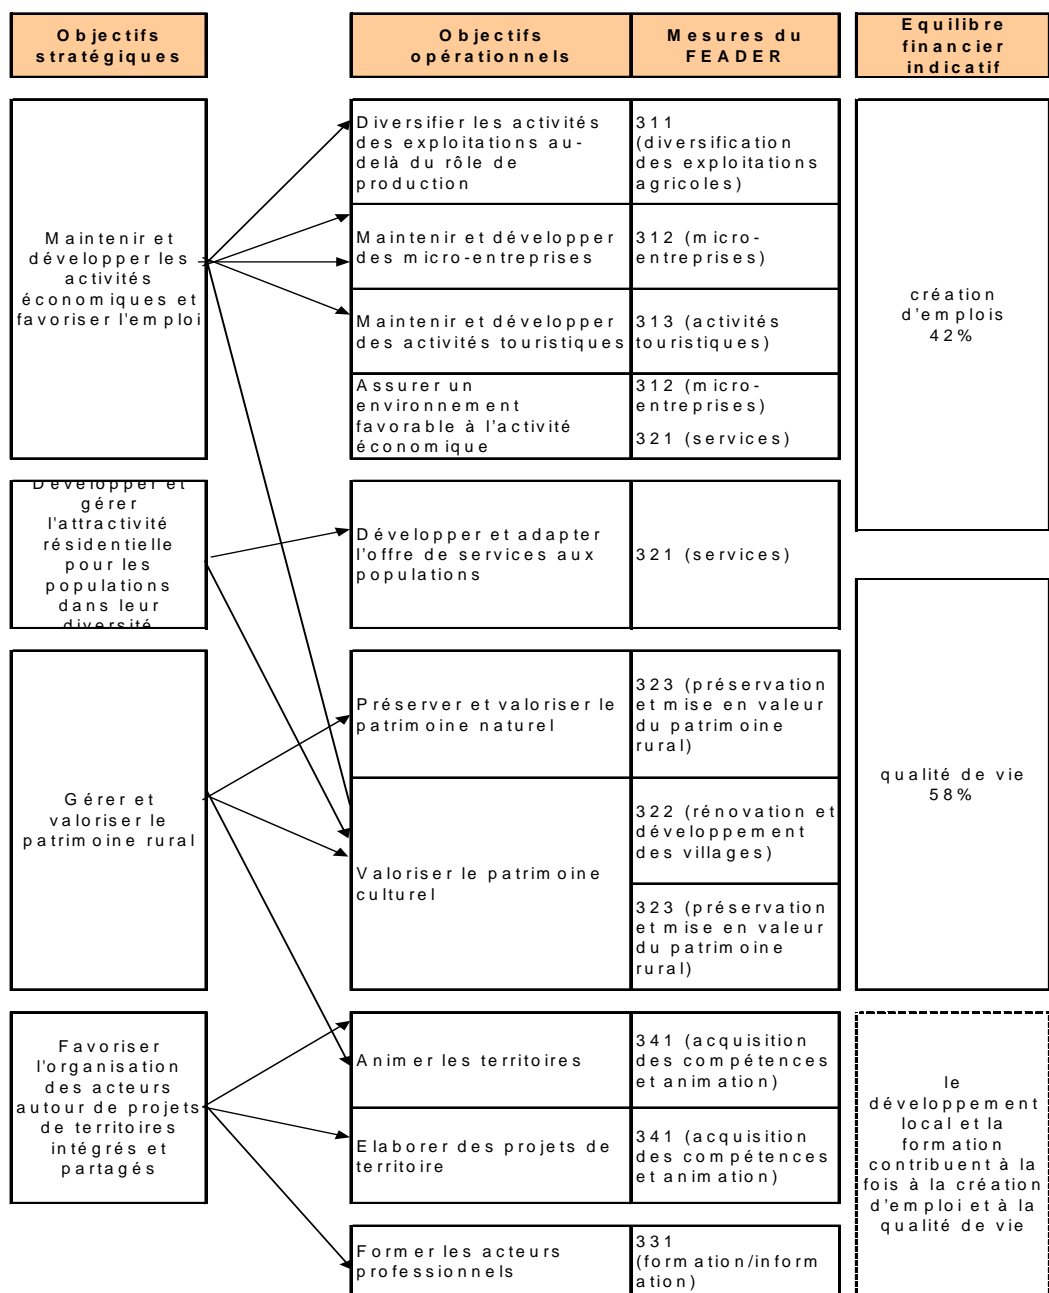 Objectifs
stratégiques
Objectifs
opérationnels
Mesures du
FEADER
Equilibre
financier
indicatif
Maintenir et
développer les
activités
économiques et
favoriser l'emploi
Diversifier les activités
des exploitations au-
delà du rôle de
production
311
(diversification
des exploitations
agricoles)
Maintenir et développer
des micro-entreprises
312 (micro-
entreprises)
Maintenir et développer
des activités touristiques
313 (activités
touristiques)
Assurer un
environnement
favorable à l'activité
économique
312 (micro-
entreprises)
321 (services)
création
d'emplois
42%
Développer et
gérer
l'attractivité
résidentielle
pour les
populations
dans leur
diversité
Développer et adapter
l'offre de services aux
populations
321 (services)
Gérer et
valoriser le
patrimoine rural
Préserver et valoriser le
patrimoine naturel
323 (préservation
et mise en valeur
du patrimoine
rural)
Valoriser le patrimoine
culturel
322 (rénovation et
développement
des villages)
323 (préservation
et mise en valeur
du patrimoine
rural)
qualité de vie
58%
Favoriser
l'organisation
des acteurs
autour de projets
de territoires
intégrés et
partagés
Animer les territoires
341 (acquisition
des compétences
et animation)
Elaborer des projets de
territoire
341 (acquisition
des compétences
et animation)
Former les acteurs
professionnels
331
(formation/inform
ation)
le
développement
local et la
formation
contribuent à la
fois à la création
d'emploi et à la
qualité de vie